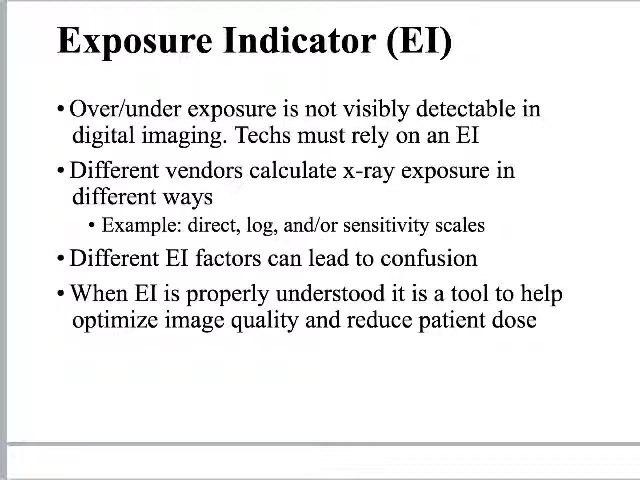 Exposure Indicator (EI)
• Over/under exposure is not visibly detectable in
digital imaging. Techs must rely on an EI
• Different vendors calculate x-ray exposure in
different ways
• Example: direct, log, and/or sensitivity scales
• Different EI factors can lead to confusion
• When EI is properly understood it is a tool to help
optimize image quality and reduce patient dose